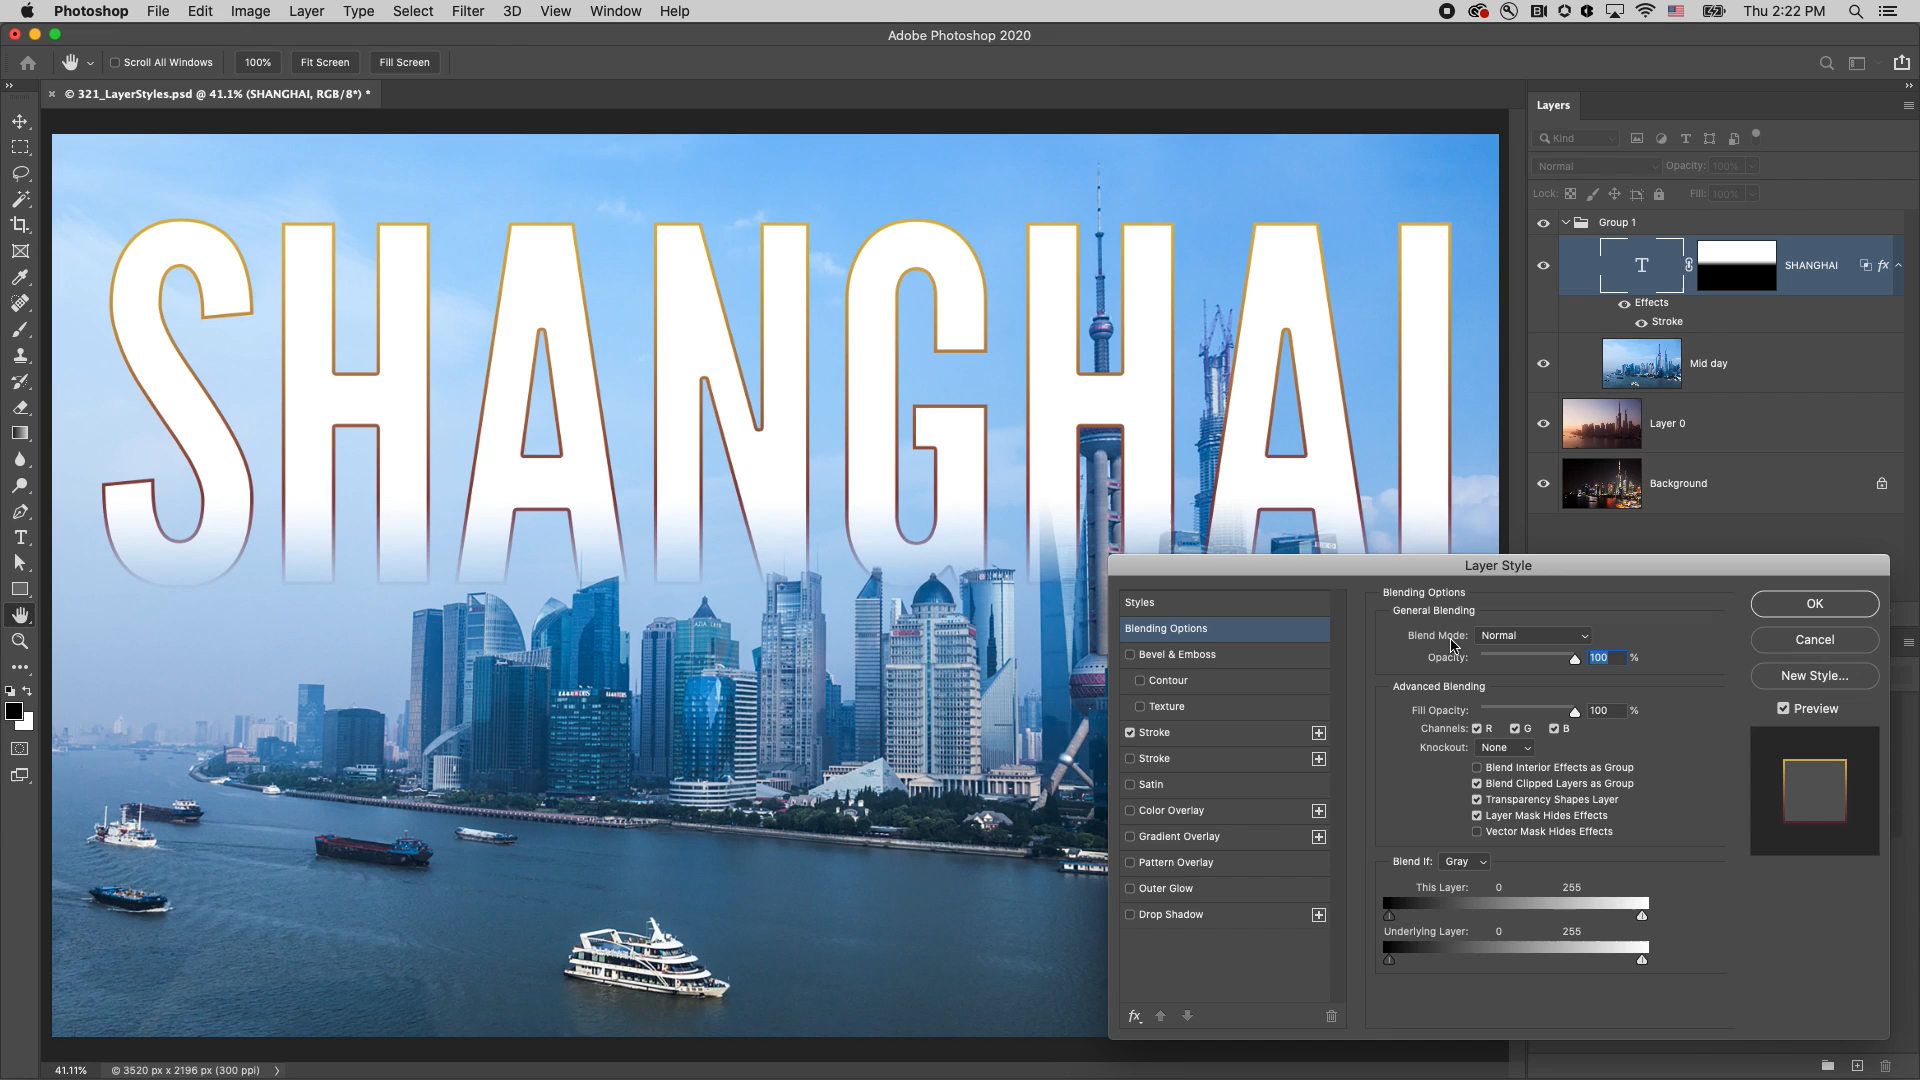 Photoshop File Edit Image Layer Type Select Filter 3D View Window Help Thu 2:22 PM
Adobe Photoshop 2020
Scroll All Windows 100% Fit Screen Fill Screen
© 321_LayerStyles.psd @ 41.1% (SHANGHAI, RGB/8*) *
Layers
Kind
Normal Opacity: 100%
Lock: Fill: 100%
Group 1
T SHANGHAI fx
Effects
Stroke
Mid day
Layer 0
Background
SHANGHAI
Layer Style
Styles
Blending Options
Bevel & Emboss
Contour
Texture
Stroke
Stroke
Satin
Color Overlay
Gradient Overlay
Pattern Overlay
Outer Glow
Drop Shadow
fx
Blending Options
General Blending
Blend Mode: Normal
Opacity: 100 %
Advanced Blending
Fill Opacity: 100 %
Channels: R G B
Knockout: None
Blend Interior Effects as Group
Blend Clipped Layers as Group
Transparency Shapes Layer
Layer Mask Hides Effects
Vector Mask Hides Effects
Blend If: Gray
This Layer: 0 255
Underlying Layer: 0 255
OK
Cancel
New Style...
Preview
41.11% © 3520 px x 2196 px (300 ppi)